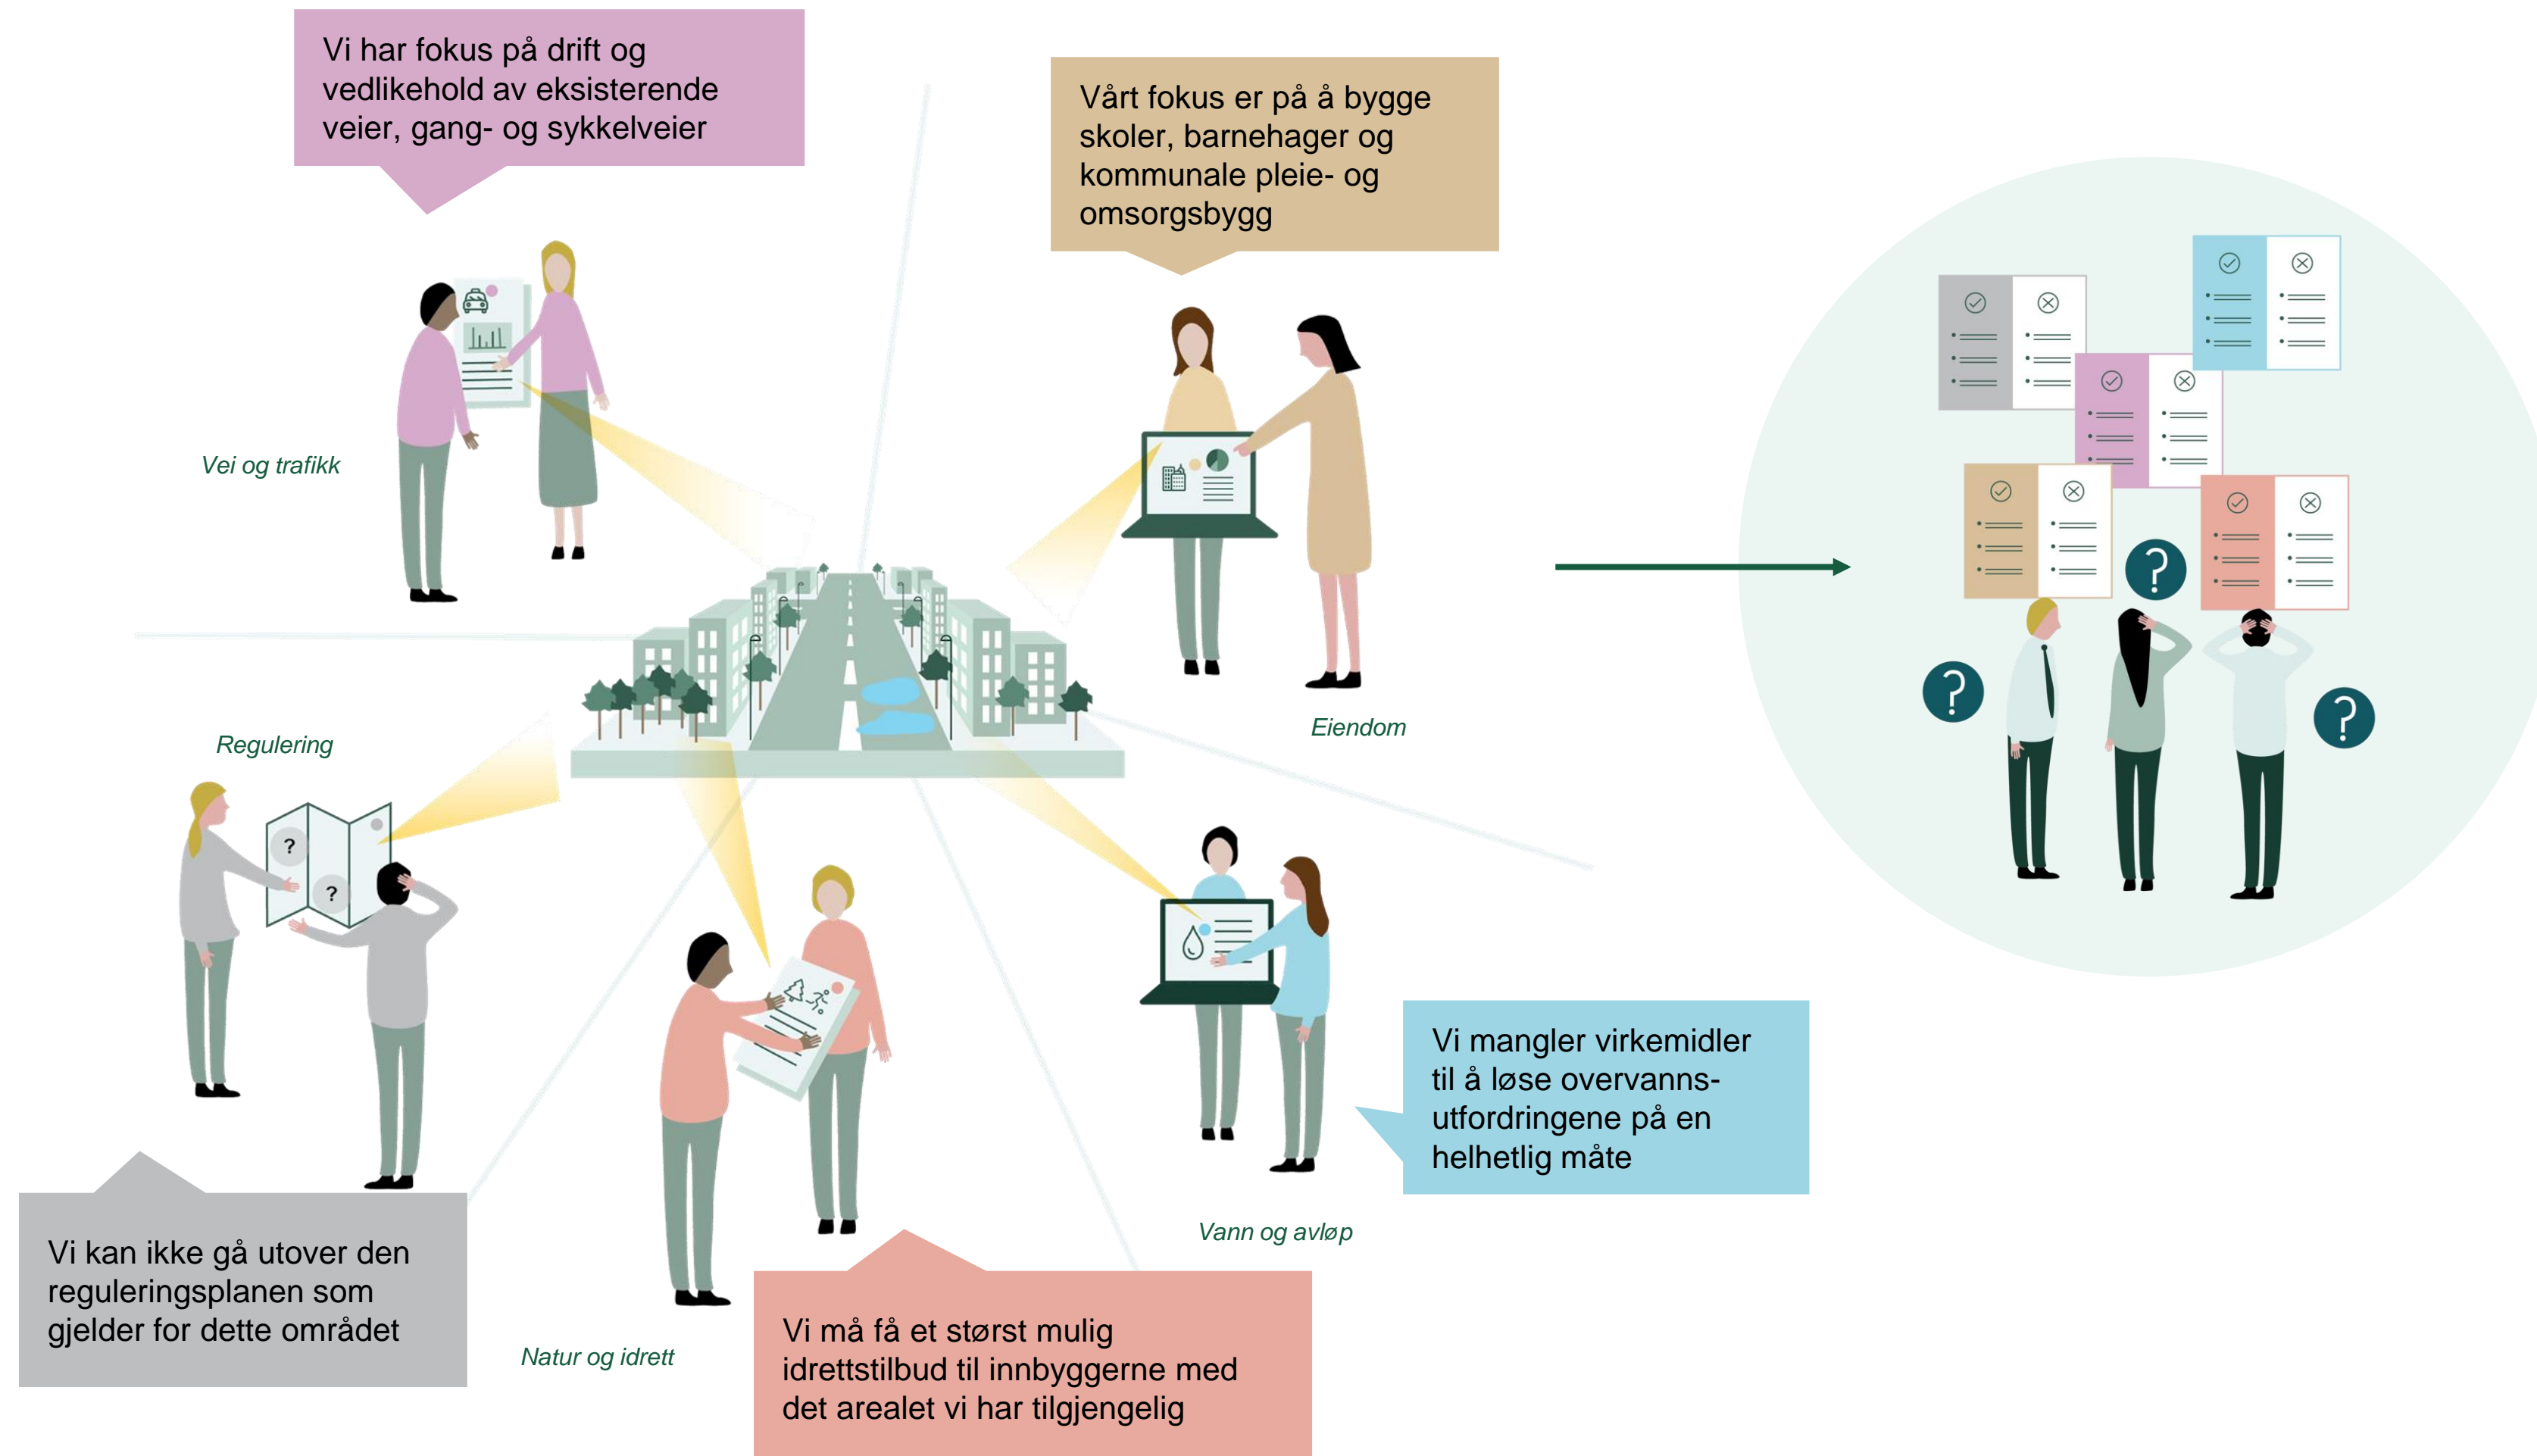 Vi har fokus på drift og
vedlikehold av eksisterende
veier, gang- og sykkelveier
Vårt fokus er på å bygge
skoler, barnehager og
kommunale pleie- og
omsorgsbygg
Vei og trafikk
Eiendom
Regulering
?
?
?
?
?
Vi mangler virkemidler
til å løse overvanns-
utfordringene på en
helhetlig måte
Vann og avløp
Vi kan ikke gå utover den
reguleringsplanen som
gjelder for dette området
Natur og idrett
Vi må få et størst mulig
idrettstilbud til innbyggerne med
det arealet vi har tilgjengelig